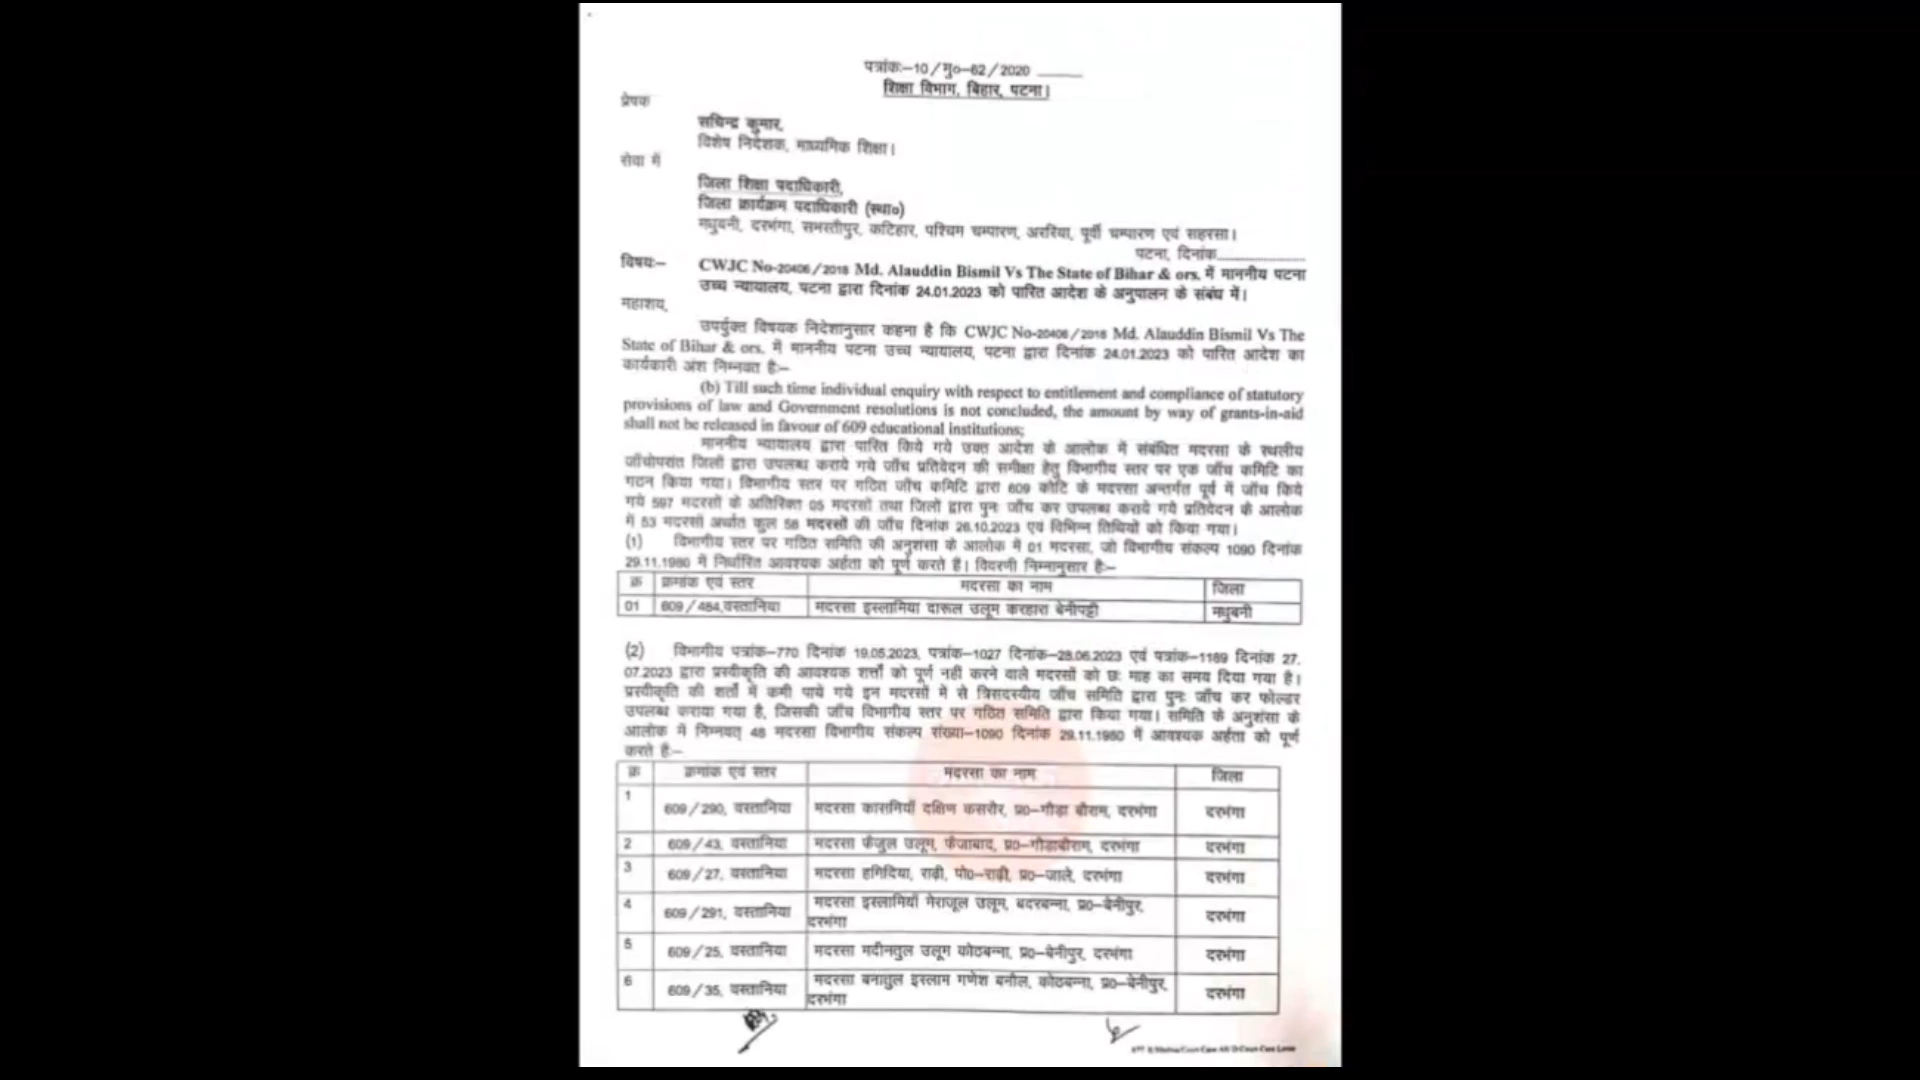 पत्रांक:–10/मु०–62/2020 ______
शिक्षा विभाग, बिहार, पटना।
प्रेषक
सचिन्द्र कुमार,
विशेष निदेशक, माध्यमिक शिक्षा।
सेवा में
जिला शिक्षा पदाधिकारी,
जिला कार्यक्रम पदाधिकारी (स्था०)
मधुबनी, दरभंगा, समस्तीपुर, कटिहार, पश्चिम चम्पारण, अररिया, पूर्वी चम्पारण एवं सहरसा।
पटना, दिनांक____________
विषय:– CWJC No-20406/2018 Md. Alauddin Bismil Vs The State of Bihar & ors. में माननीय पटना
उच्च न्यायालय, पटना द्वारा दिनांक 24.01.2023 को पारित आदेश के अनुपालन के संबंध में।
महाशय,
उपर्युक्त विषयक निदेशानुसार कहना है कि CWJC No-20406/2018 Md. Alauddin Bismil Vs The
State of Bihar & ors. में माननीय पटना उच्च न्यायालय, पटना द्वारा दिनांक 24.01.2023 को पारित आदेश का
कार्यकारी अंश निम्नवत है:–
(b) Till such time individual enquiry with respect to entitlement and compliance of statutory
provisions of law and Government resolutions is not concluded, the amount by way of grants-in-aid
shall not be released in favour of 609 educational institutions;
माननीय न्यायालय द्वारा पारित किये गये उक्त आदेश के आलोक में संबंधित मदरसा के स्थलीय
जाँचोपरांत जिलों द्वारा उपलब्ध कराये गये जाँच प्रतिवेदन की समीक्षा हेतु विभागीय स्तर पर एक जाँच कमिटि का
गठन किया गया। विभागीय स्तर पर गठित जाँच कमिटि द्वारा 609 कोटि के मदरसा अन्तर्गत पूर्व में जाँच किये
गये 597 मदरसों के अतिरिक्त 05 मदरसों तथा जिलों द्वारा पुनः जाँच कर उपलब्ध कराये गये प्रतिवेदन के आलोक
में 53 मदरसों अर्थात कुल 58 मदरसों की जाँच दिनांक 26.10.2023 एवं विभिन्न तिथियों को किया गया।
(1) विभागीय स्तर पर गठित समिति की अनुशंसा के आलोक में 01 मदरसा, जो विभागीय संकल्प 1090 दिनांक
29.11.1980 में निर्धारित आवश्यक अर्हता को पूर्ण करते हैं। विवरणी निम्नानुसार है:–
क्र क्रमांक एवं स्तर मदरसा का नाम जिला
01 609/484,वस्तानिया मदरसा इस्लामिया दारूल उलूम करहारा बेनीपट्टी मधुबनी
(2) विभागीय पत्रांक–770 दिनांक 19.05.2023, पत्रांक–1027 दिनांक–28.06.2023 एवं पत्रांक–1189 दिनांक 27.
07.2023 द्वारा प्रस्वीकृति की आवश्यक शर्त्तों को पूर्ण नहीं करने वाले मदरसों को छः माह का समय दिया गया है।
प्रस्वीकृति की शर्तों में कमी पाये गये इन मदरसों में से त्रिसदस्यीय जाँच समिति द्वारा पुनः जाँच कर फोल्डर
उपलब्ध कराया गया है, जिसकी जाँच विभागीय स्तर पर गठित समिति द्वारा किया गया। समिति के अनुशंसा के
आलोक में निम्नवत् 48 मदरसा विभागीय संकल्प संख्या–1090 दिनांक 29.11.1980 में आवश्यक अर्हता को पूर्ण
करते है:–
क्र क्रमांक एवं स्तर मदरसा का नाम जिला
1 609/290, वस्तानिया मदरसा कासमियाँ दक्षिण कसरोर, प्र0–गौड़ा बौराम, दरभंगा दरभंगा
2 609/43, वस्तानिया मदरसा फैजुल उलूम, फैजाबाद, प्र0–गौडाबौराम, दरभंगा दरभंगा
3 609/27, वस्तानिया मदरसा हमिदिया, राढ़ी, पो0–राढ़ी, प्र0–जाले, दरभंगा दरभंगा
4 609/291, वस्तानिया मदरसा इस्लामियाँ मेराजूल उलूम, बदरबन्ना, प्र0–बेनीपुर,
दरभंगा दरभंगा
5 609/25, वस्तानिया मदरसा मदीनतुल उलूम कोठबन्ना, प्र0–बेनीपुर, दरभंगा दरभंगा
6 609/35, वस्तानिया मदरसा बनातुल इस्लाम गणेश बनौल, कोठबन्ना, प्र0–बेनीपुर,
दरभंगा दरभंगा